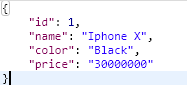 {
"id": 1,
"name": "Iphone X",
"color": "Black",
"price": "30000000"
}